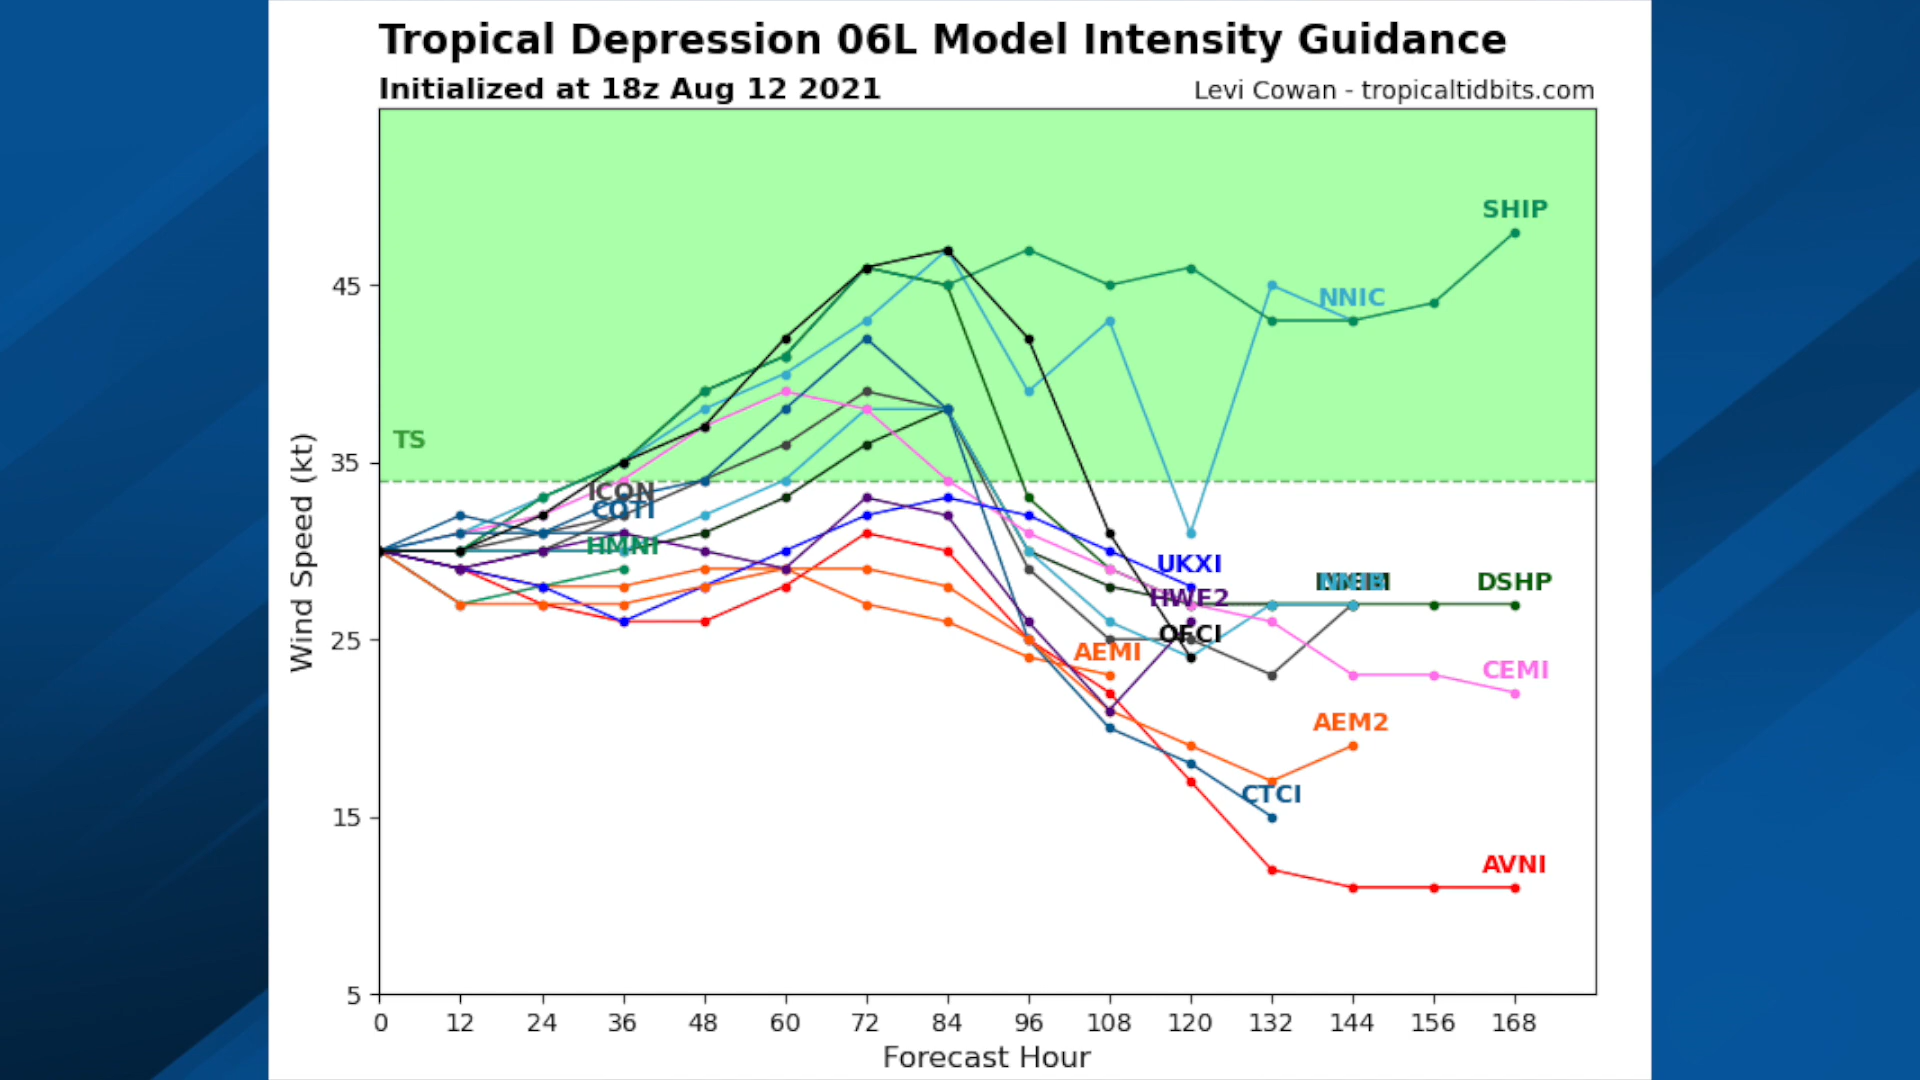 Tropical Depression 06L Model Intensity Guidance
Initialized at 18z Aug 12 2021
Levi Cowan - tropicaltidbits.com
SHIP
45
NNIC
TS
35
ICON
COTI
HMNI
UKXI
DSHP
HWF2
Wind Speed (kt)
25
OFCI
AEMI
CEMI
AEM2
CTCI
15
AVNI
5
0 12 24 36 48 60 72 84 96 108 120 132 144 156 168
Forecast Hour